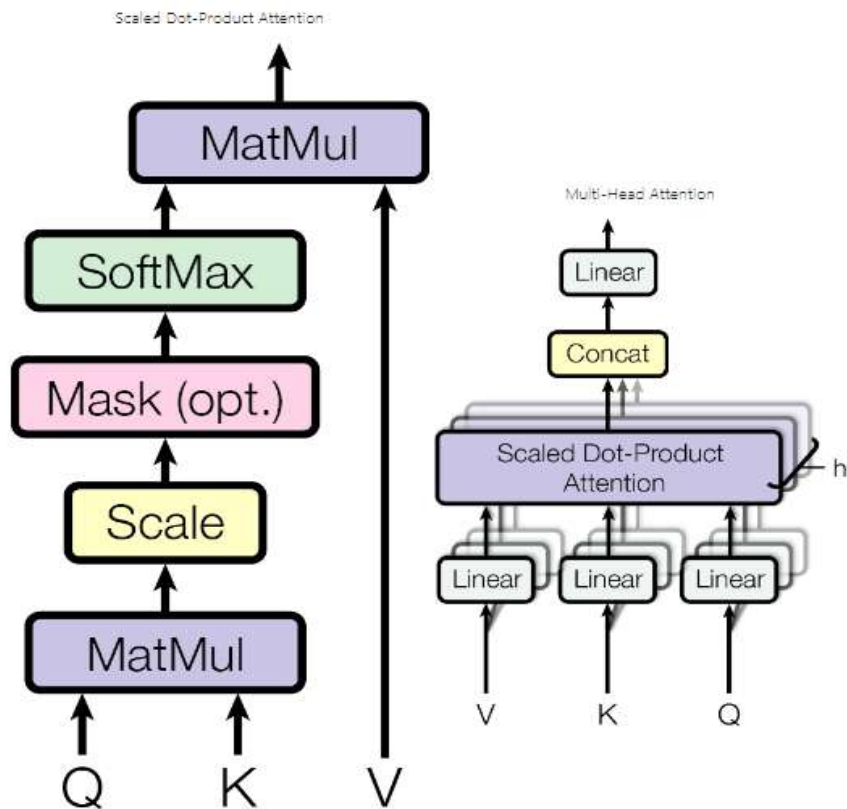 Scaled Dot-Product Attention
MatMul
SoftMax
Mask (opt.)
Scale
MatMul
Q K V
Multi-Head Attention
Linear
Concat
Scaled Dot-Product
Attention
h
Linear Linear Linear
V K Q